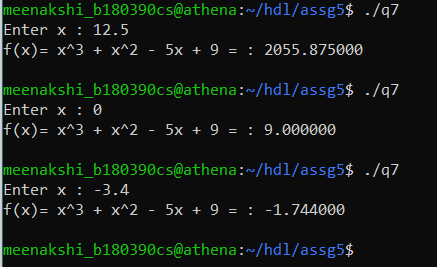 meenakshi_b180390cs@athena:~/hdl/assg5$ ./q7
Enter x : 12.5
f(x)= x^3 + x^2 - 5x + 9 = : 2055.875000
meenakshi_b180390cs@athena:~/hdl/assg5$ ./q7
Enter x : 0
f(x)= x^3 + x^2 - 5x + 9 = : 9.000000
meenakshi_b180390cs@athena:~/hdl/assg5$ ./q7
Enter x : -3.4
f(x)= x^3 + x^2 - 5x + 9 = : -1.744000
meenakshi_b180390cs@athena:~/hdl/assg5$